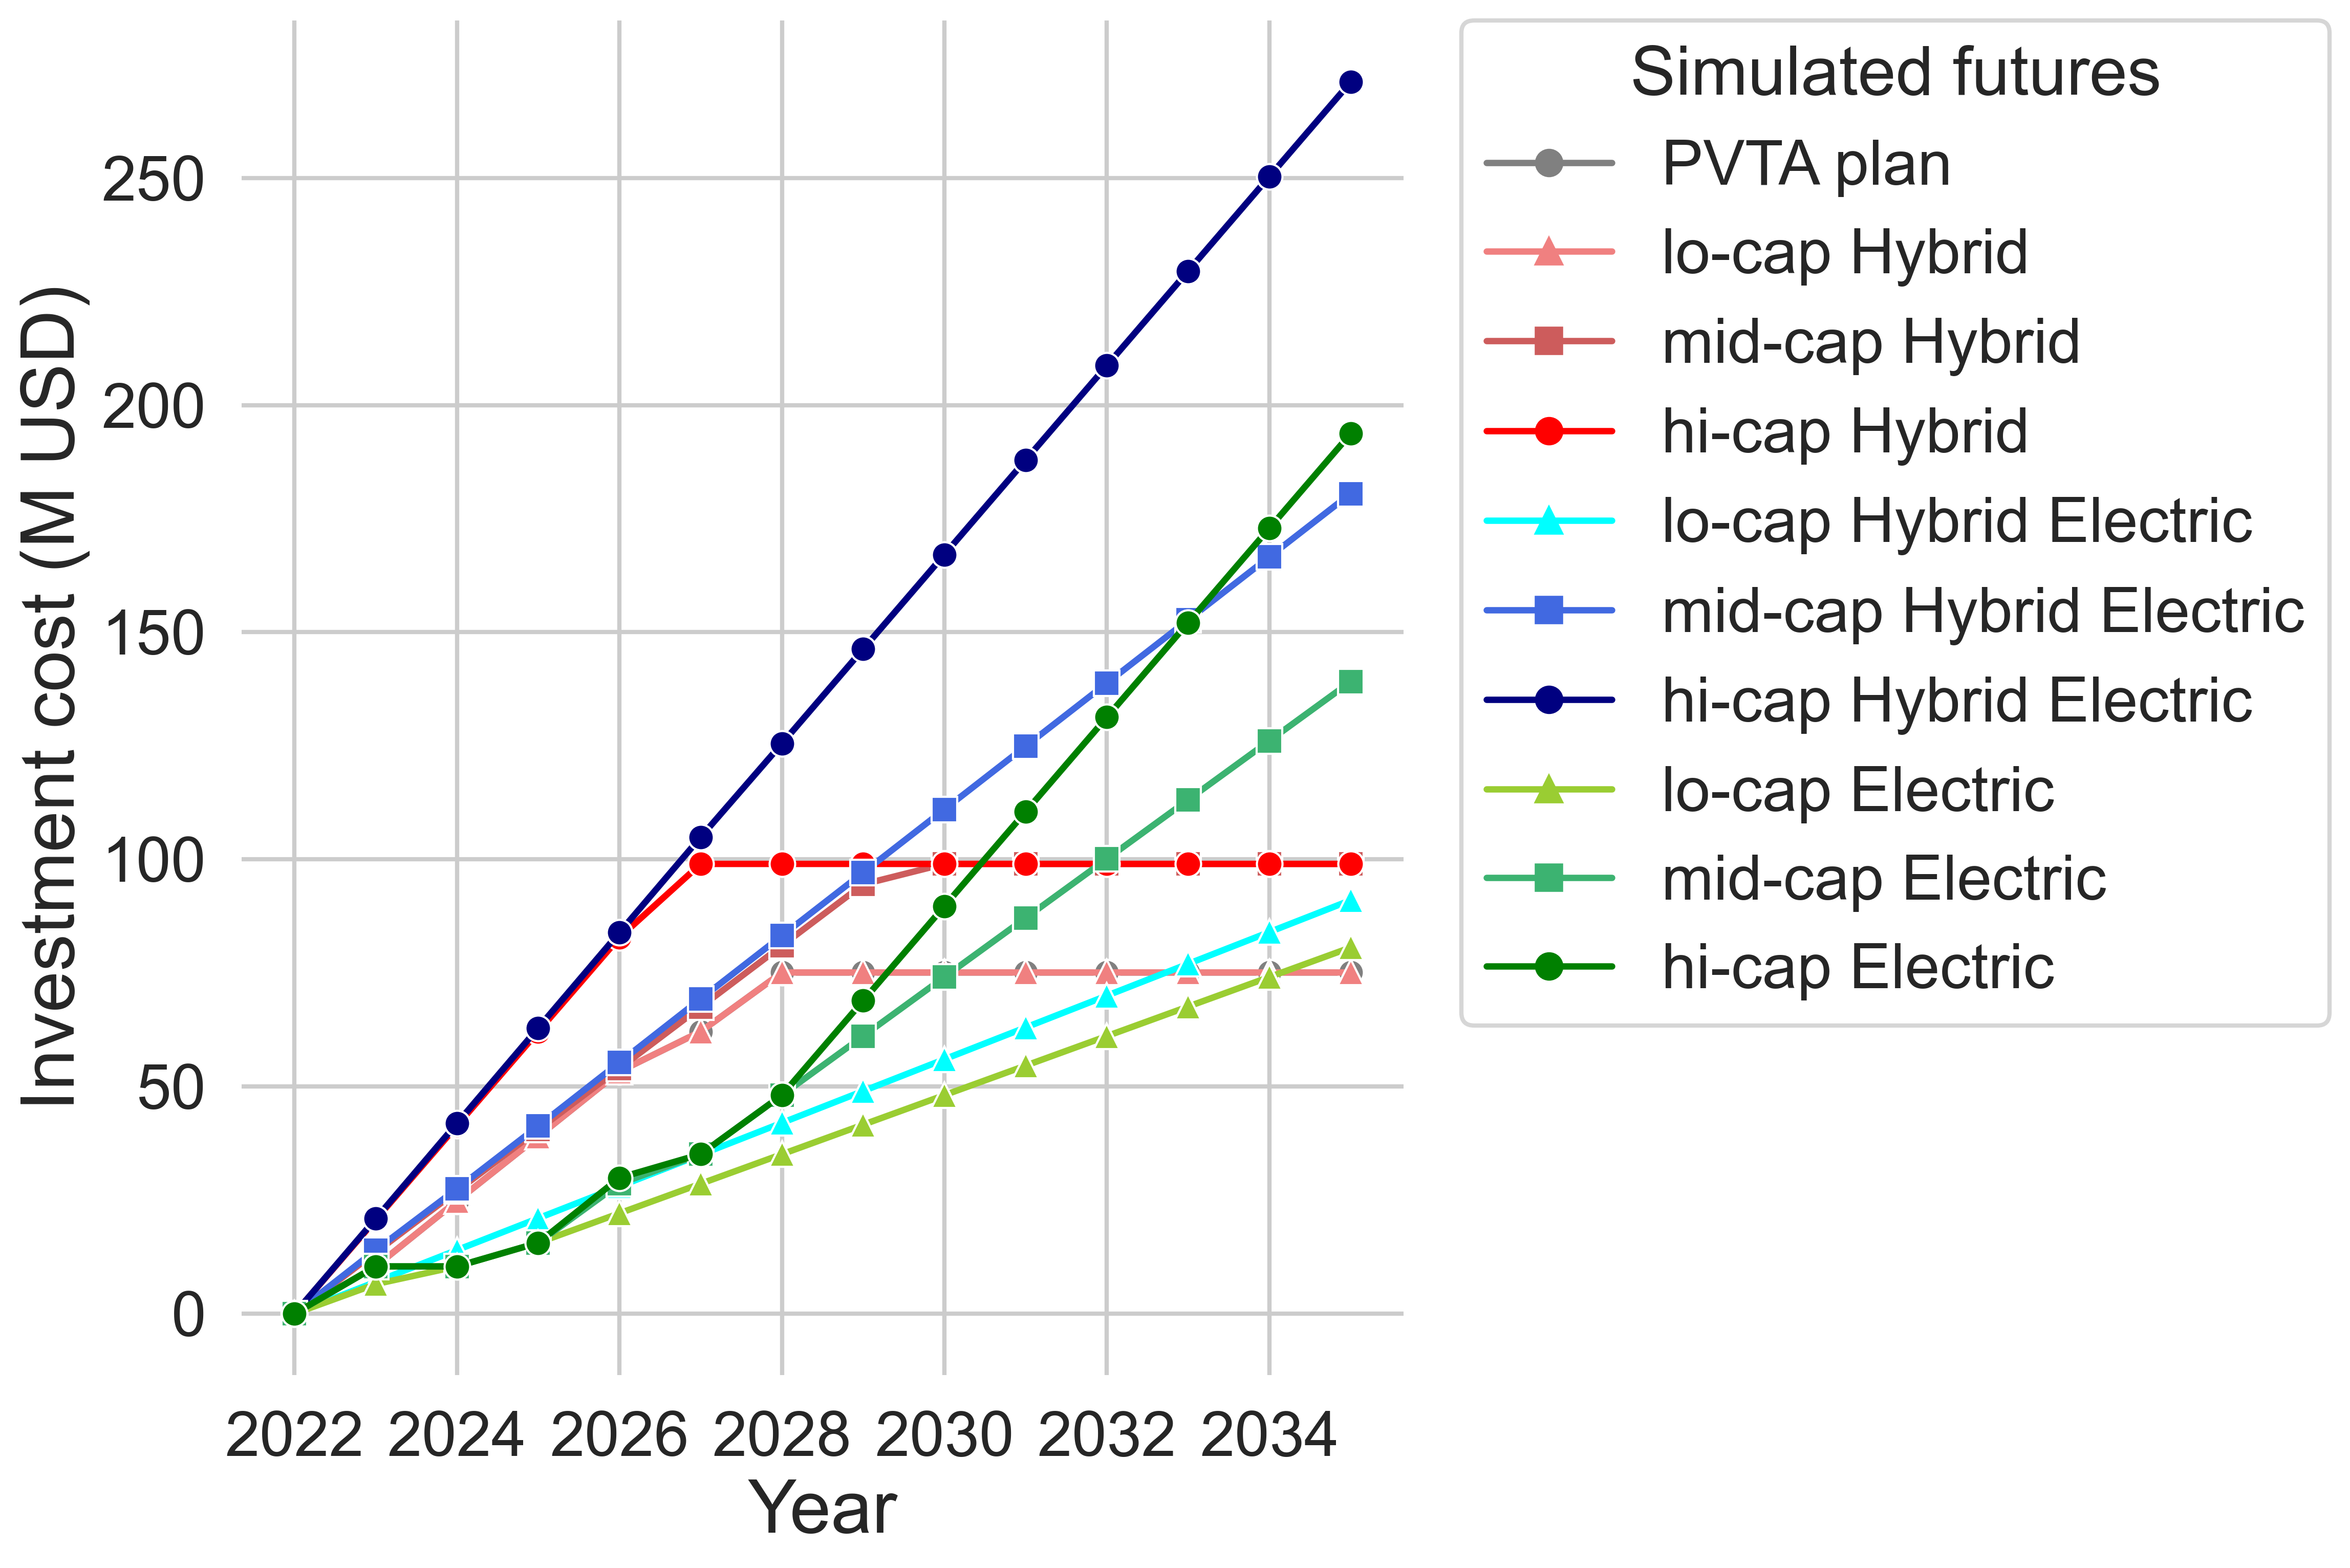 Investment cost (M USD)
250
200
150
100
50
0
2022 2024 2026 2028 2030 2032 2034
Year
Simulated futures
PVTA plan
lo-cap Hybrid
mid-cap Hybrid
hi-cap Hybrid
lo-cap Hybrid Electric
mid-cap Hybrid Electric
hi-cap Hybrid Electric
lo-cap Electric
mid-cap Electric
hi-cap Electric